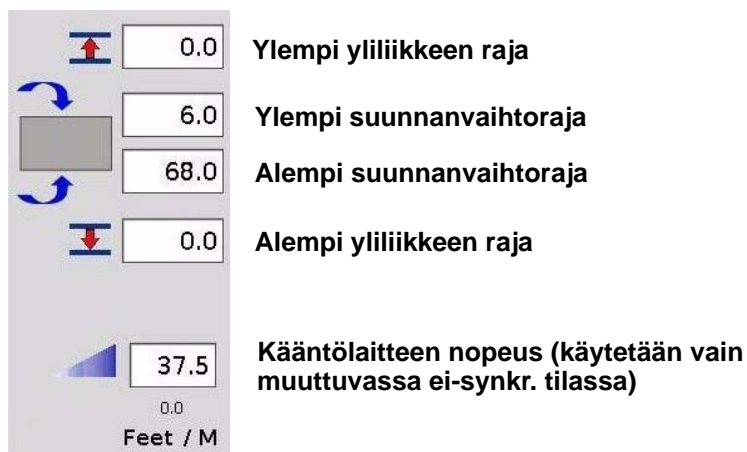 0.0 Ylempi yliliikkeen raja
6.0 Ylempi suunnanvaihtoraja
68.0 Alempi suunnanvaihtoraja
0.0 Alempi yliliikkeen raja
37.5 Kääntölaitteen nopeus (käytetään vain
muuttuvassa ei-synkr. tilassa)
0.0
Feet / M